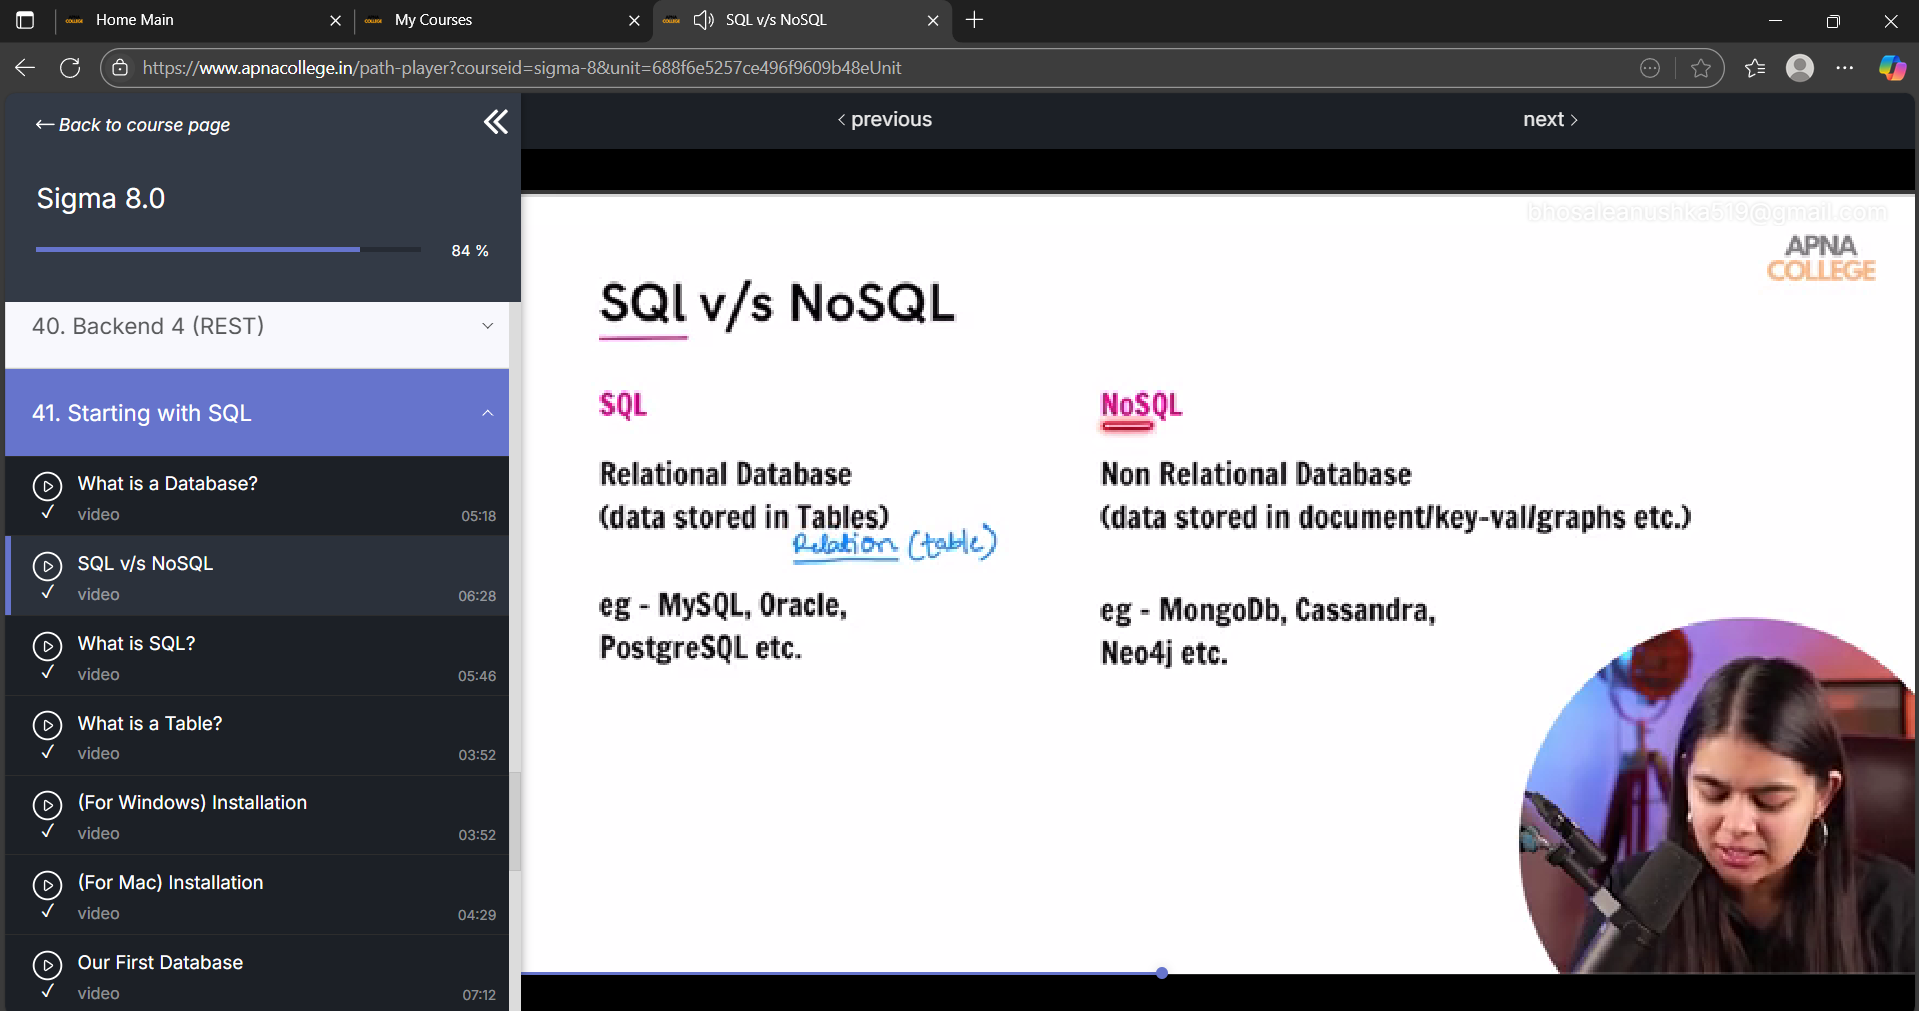 Home Main
My Courses
SQL v/s NoSQL
https://www.apnacollege.in/path-player?courseid=sigma-8&unit=688f6e5257ce496f9609b48eUnit
← Back to course page
Sigma 8.0
84 %
40. Backend 4 (REST)
41. Starting with SQL
What is a Database?
video
05:18
SQL v/s NoSQL
video
06:28
What is SQL?
video
05:46
What is a Table?
video
03:52
(For Windows) Installation
video
03:52
(For Mac) Installation
video
04:29
Our First Database
video
07:12
‹ previous
next ›
bhosaleanushka519@gmail.com
APNA
COLLEGE
SQl v/s NoSQL
SQL
Relational Database
(data stored in Tables)
Relation (table)
eg - MySQL, Oracle,
PostgreSQL etc.
NoSQL
Non Relational Database
(data stored in document/key-val/graphs etc.)
eg - MongoDb, Cassandra,
Neo4j etc.